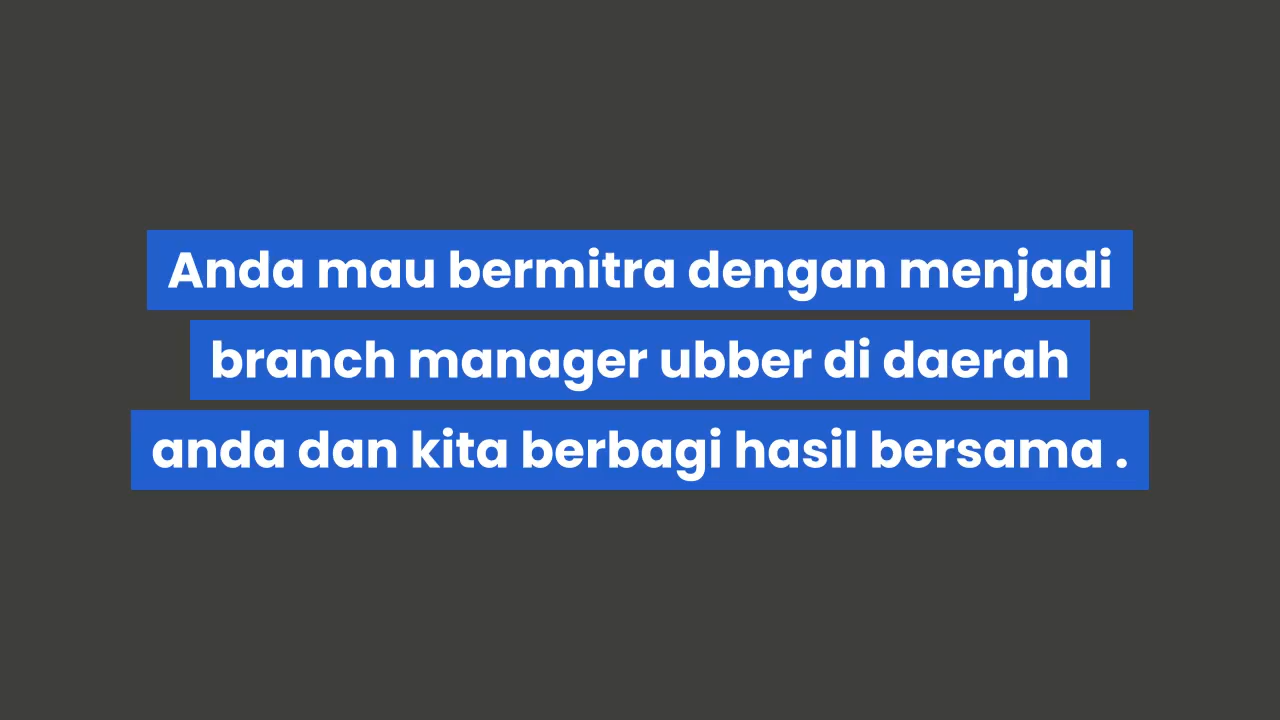 Anda mau bermitra dengan menjadi
branch manager ubber di daerah
anda dan kita berbagi hasil bersama .